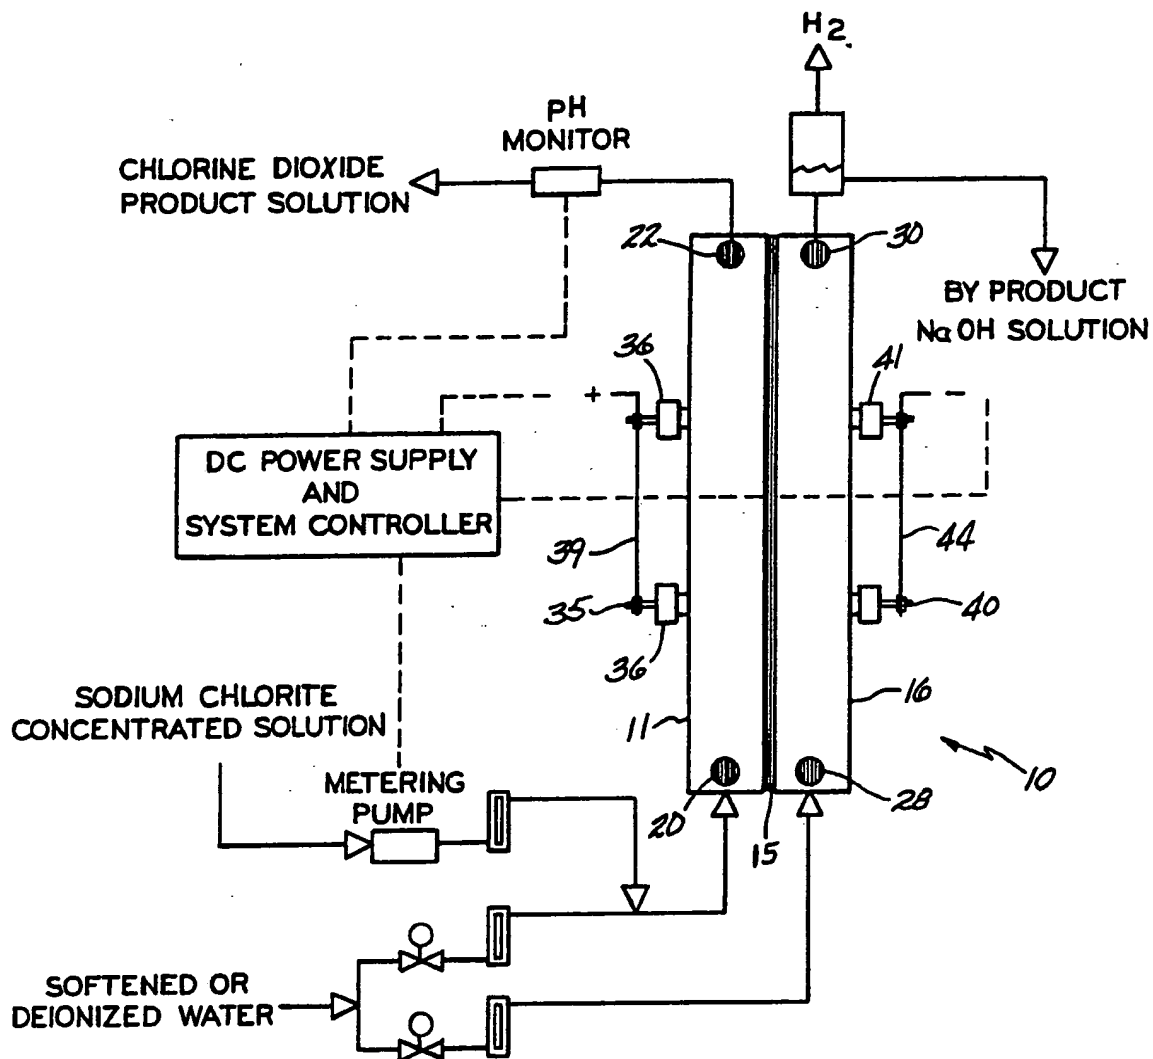 H2
PH
MONITOR
CHLORINE DIOXIDE
PRODUCT SOLUTION
22
30
BY PRODUCT
NaOH SOLUTION
36
41
+
DC POWER SUPPLY
AND
SYSTEM CONTROLLER
39
44
35
36
40
SODIUM CHLORITE
CONCENTRATED SOLUTION
11
16
METERING
PUMP
20
15
28
10
SOFTENED OR
DEIONIZED WATER